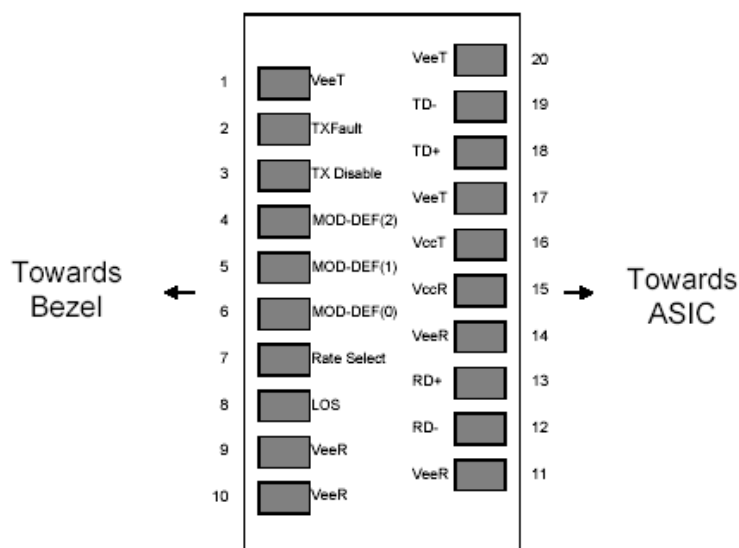 1 VeeT
2 TXFault
3 TX Disable
4 MOD-DEF(2)
5 MOD-DEF(1)
6 MOD-DEF(0)
7 Rate Select
8 LOS
9 VeeR
10 VeeR
VeeT 20
TD- 19
TD+ 18
VeeT 17
VccT 16
VccR 15
VeeR 14
RD+ 13
RD- 12
VeeR 11
Towards
Bezel
Towards
ASIC